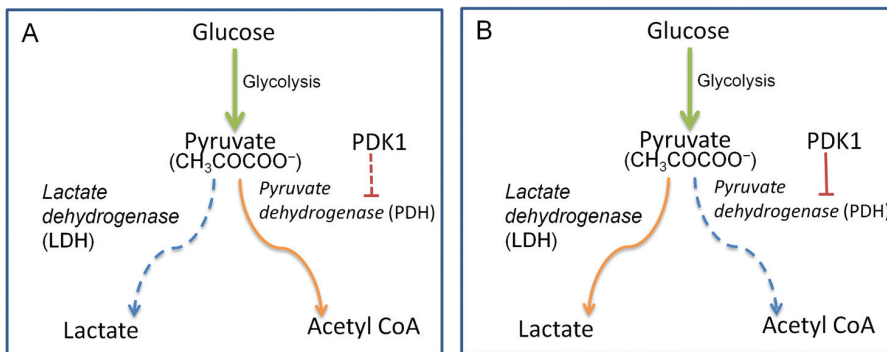 A
Glucose
Glycolysis
Pyruvate
(CH₃COCOO⁻)
PDK1
Lactate
dehydrogenase
(LDH)
Pyruvate
dehydrogenase (PDH)
Lactate
Acetyl CoA
B
Glucose
Glycolysis
Pyruvate
(CH₃COCOO⁻)
PDK1
Lactate
dehydrogenase
(LDH)
Pyruvate
dehydrogenase (PDH)
Lactate
Acetyl CoA